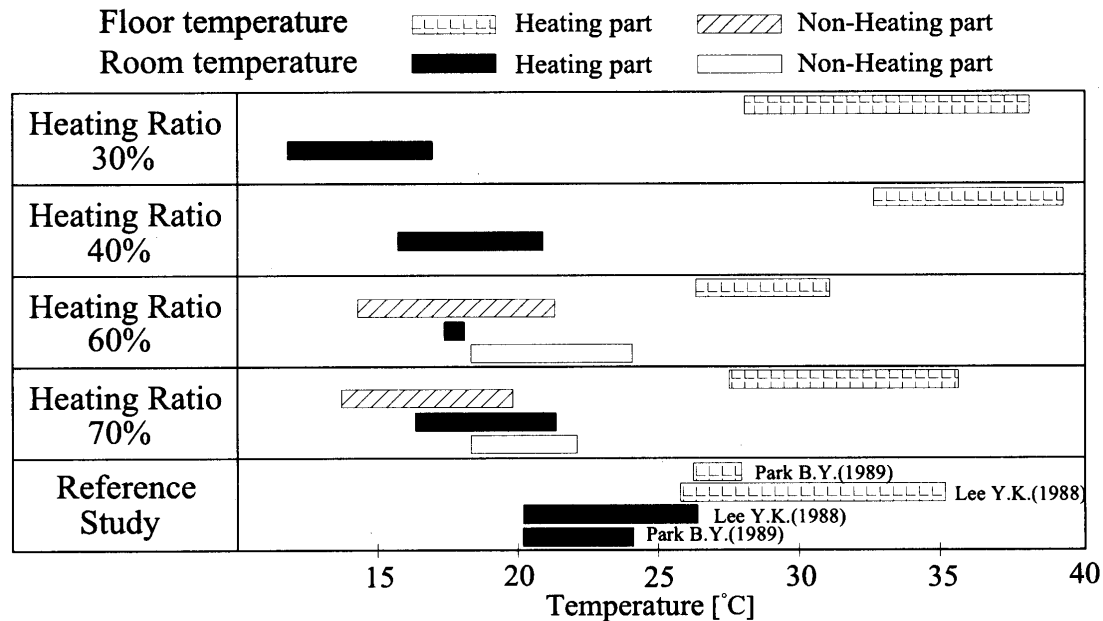 Floor temperature Heating part Non-Heating part
Room temperature Heating part Non-Heating part
Heating Ratio
30%
Heating Ratio
40%
Heating Ratio
60%
Heating Ratio
70%
Reference
Study
Park B.Y.(1989)
Lee Y.K.(1988)
Lee Y.K.(1988)
Park B.Y.(1989)
15 20 25 30 35 40
Temperature [°C]